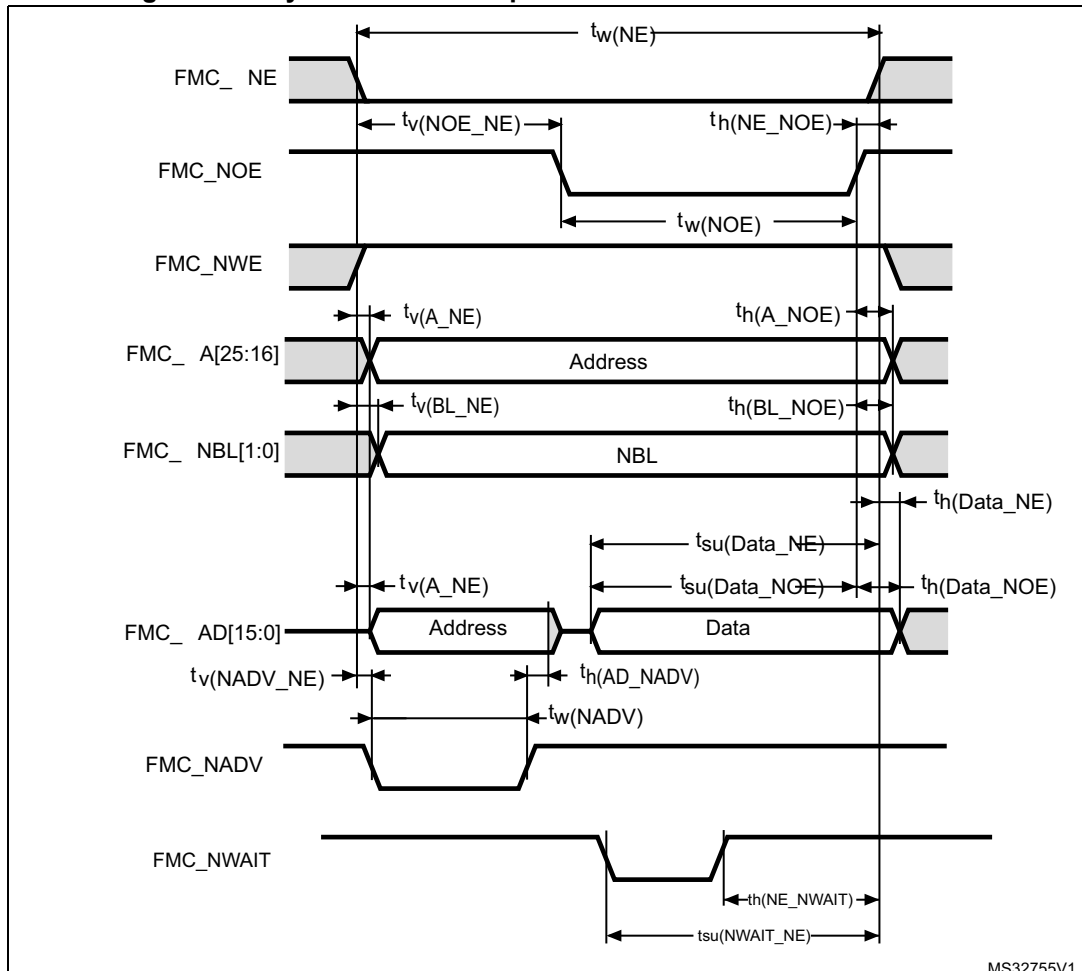 tw(NE)
FMC_ NE
tv(NOE_NE)
th(NE_NOE)
FMC_NOE
tw(NOE)
FMC_NWE
tv(A_NE)
th(A_NOE)
FMC_ A[25:16]
Address
tv(BL_NE)
th(BL_NOE)
FMC_ NBL[1:0]
NBL
th(Data_NE)
tsu(Data_NE)
tv(A_NE)
tsu(Data_NOE)
th(Data_NOE)
FMC_ AD[15:0]
Address
Data
tv(NADV_NE)
th(AD_NADV)
tw(NADV)
FMC_NADV
FMC_NWAIT
th(NE_NWAIT)
tsu(NWAIT_NE)
MS32755V1